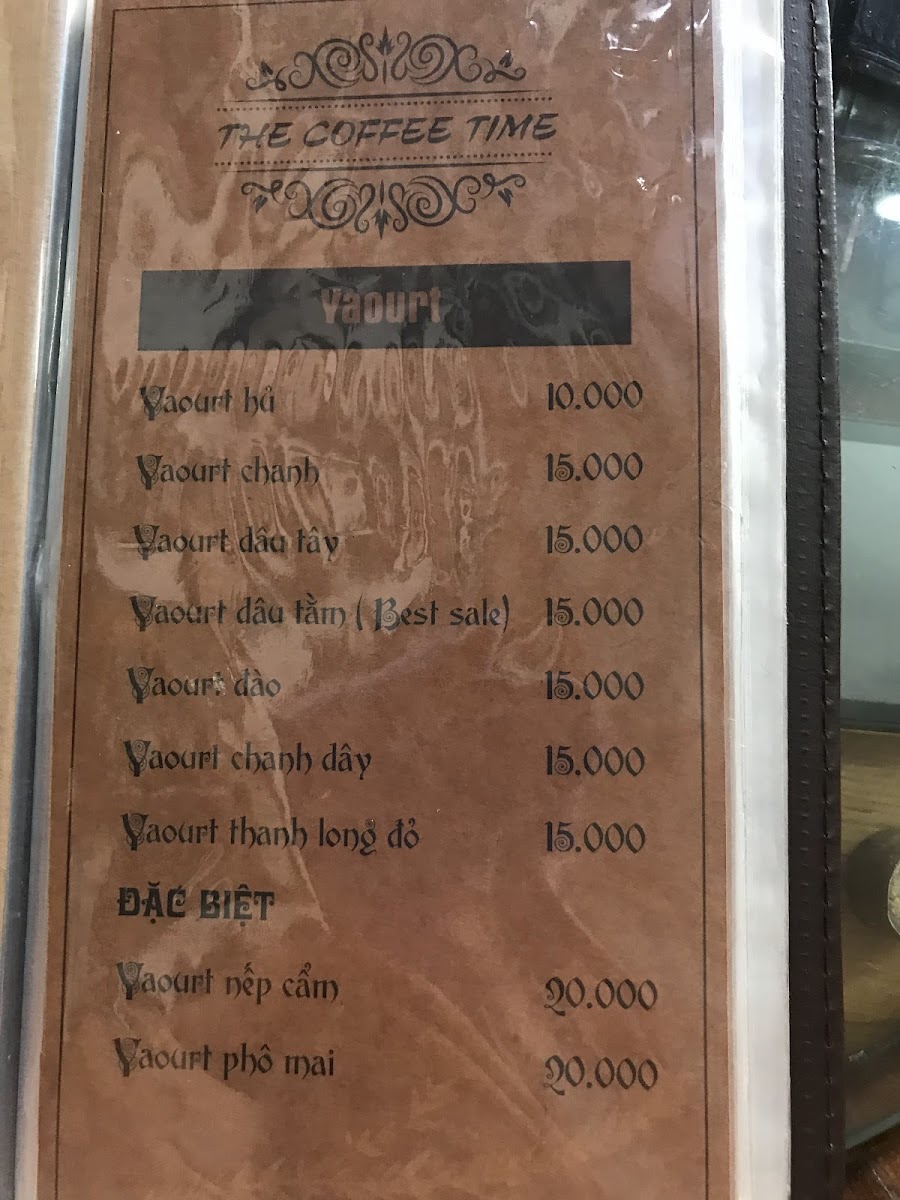 THE COFFEE TIME
Yaourt
Yaourt hủ 10.000
Yaourt chanh 15.000
Yaourt dâu tây 15.000
Yaourt dâu tằm ( Best sale) 15.000
Yaourt đào 15.000
Yaourt chanh dây 15.000
Yaourt thanh long đỏ 15.000
ĐẶC BIỆT
Yaourt nếp cẩm 20.000
Yaourt phô mai 20.000